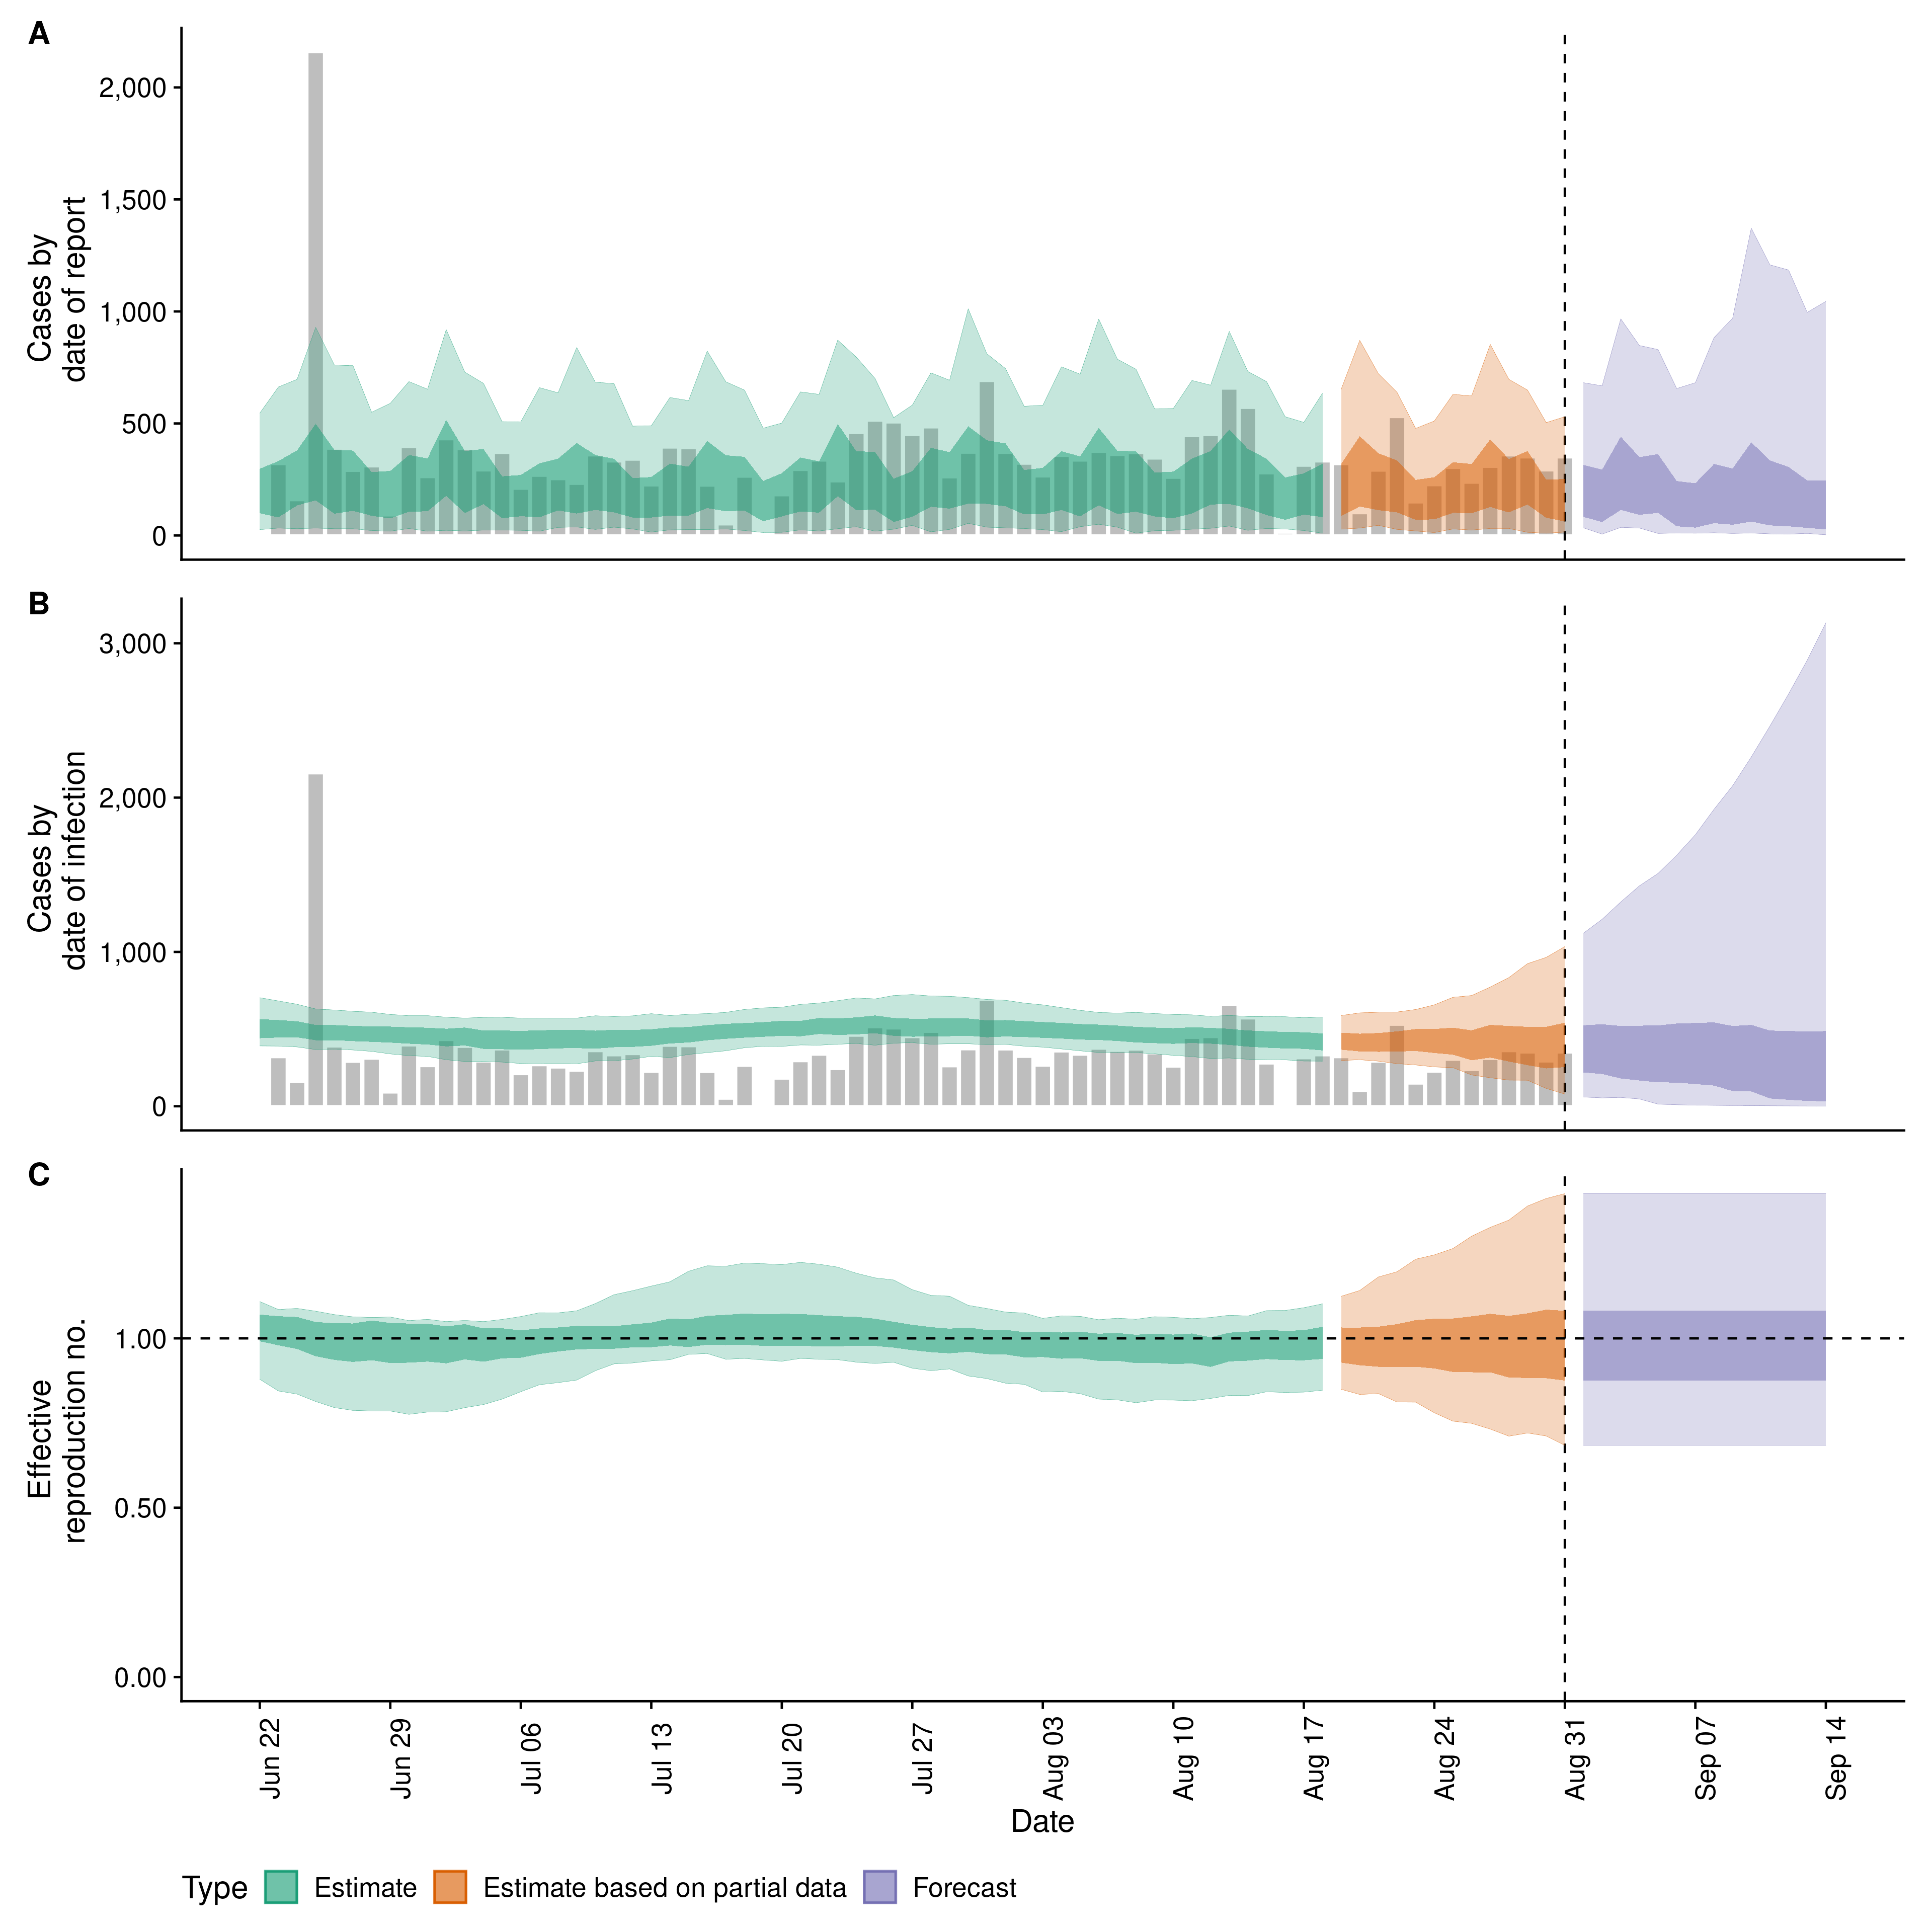 A
2,000
1,500
1,000
500
0
Cases by
date of report
B
3,000
2,000
1,000
0
Cases by
date of infection
C
1.00
0.50
0.00
Effective
reproduction no.
Jun 22
Jun 29
Jul 06
Jul 13
Jul 20
Jul 27
Aug 03
Aug 10
Aug 17
Aug 24
Aug 31
Sep 07
Sep 14
Date
Type Estimate Estimate based on partial data Forecast